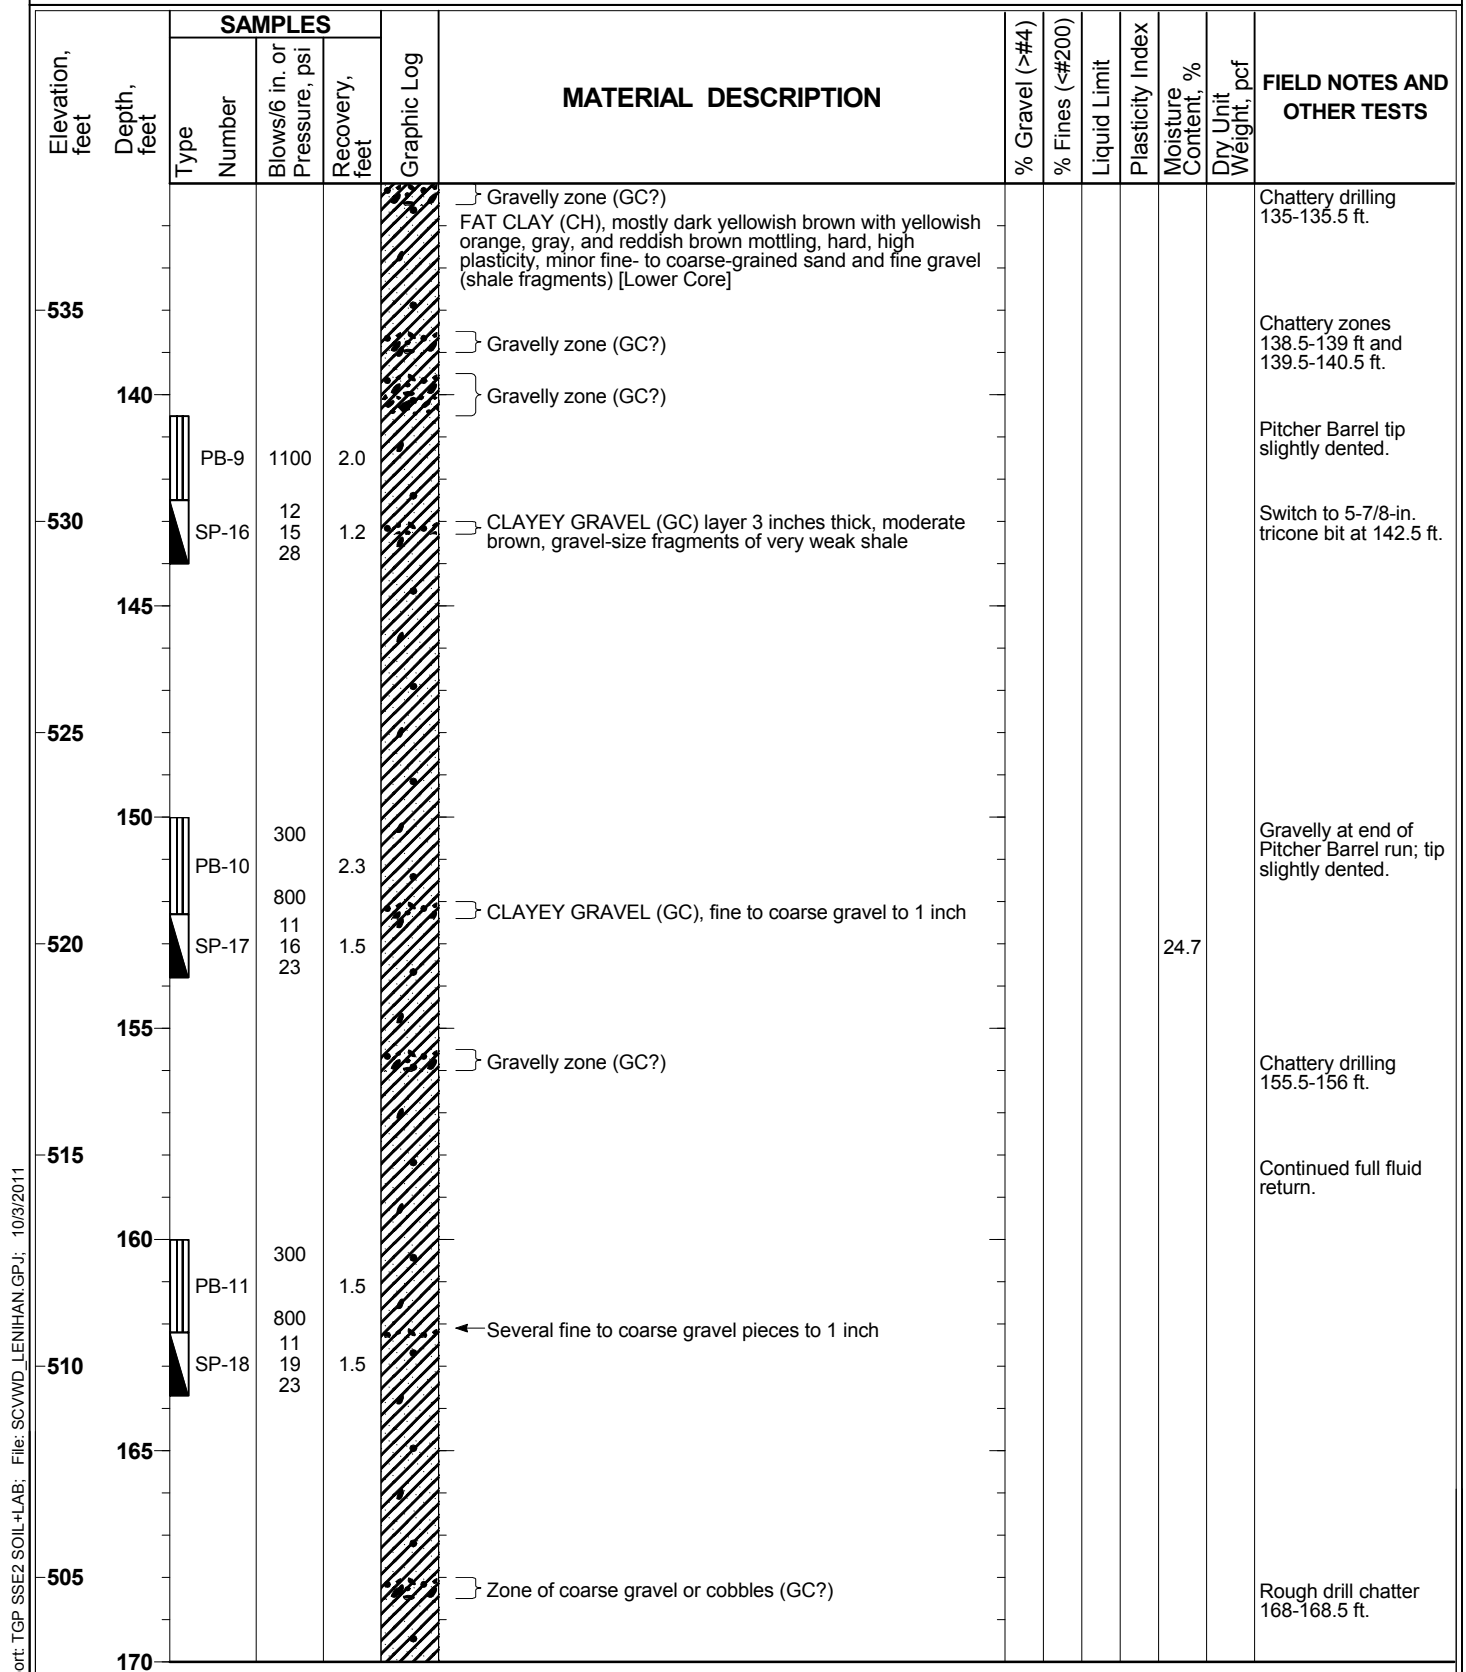 SAMPLES
Elevation,
feet
Depth,
feet
Type
Number
Blows/6 in. or
Pressure, psi
Recovery,
feet
Graphic Log
MATERIAL DESCRIPTION
% Gravel (>#4)
% Fines (<#200)
Liquid Limit
Plasticity Index
Moisture
Content, %
Dry Unit
Weight, pcf
FIELD NOTES AND
OTHER TESTS
Gravelly zone (GC?)
Chattery drilling
135-135.5 ft.
FAT CLAY (CH), mostly dark yellowish brown with yellowish
orange, gray, and reddish brown mottling, hard, high
plasticity, minor fine- to coarse-grained sand and fine gravel
(shale fragments) [Lower Core]
535
Gravelly zone (GC?)
Chattery zones
138.5-139 ft and
139.5-140.5 ft.
140
Gravelly zone (GC?)
PB-9 1100 2.0
Pitcher Barrel tip
slightly dented.
530
SP-16
12
15
28
1.2
CLAYEY GRAVEL (GC) layer 3 inches thick, moderate
brown, gravel-size fragments of very weak shale
Switch to 5-7/8-in.
tricone bit at 142.5 ft.
145
525
150
PB-10
300
800
2.3
Gravelly at end of
Pitcher Barrel run; tip
slightly dented.
CLAYEY GRAVEL (GC), fine to coarse gravel to 1 inch
520
SP-17
11
16
23
1.5
24.7
155
Gravelly zone (GC?)
Chattery drilling
155.5-156 ft.
515
Continued full fluid
return.
160
PB-11
300
800
1.5
Several fine to coarse gravel pieces to 1 inch
510
SP-18
11
19
23
1.5
165
505
Zone of coarse gravel or cobbles (GC?)
Rough drill chatter
168-168.5 ft.
170
ort: TGP SSE2 SOIL+LAB; File: SCVWD_LENIHAN.GPJ; 10/3/2011